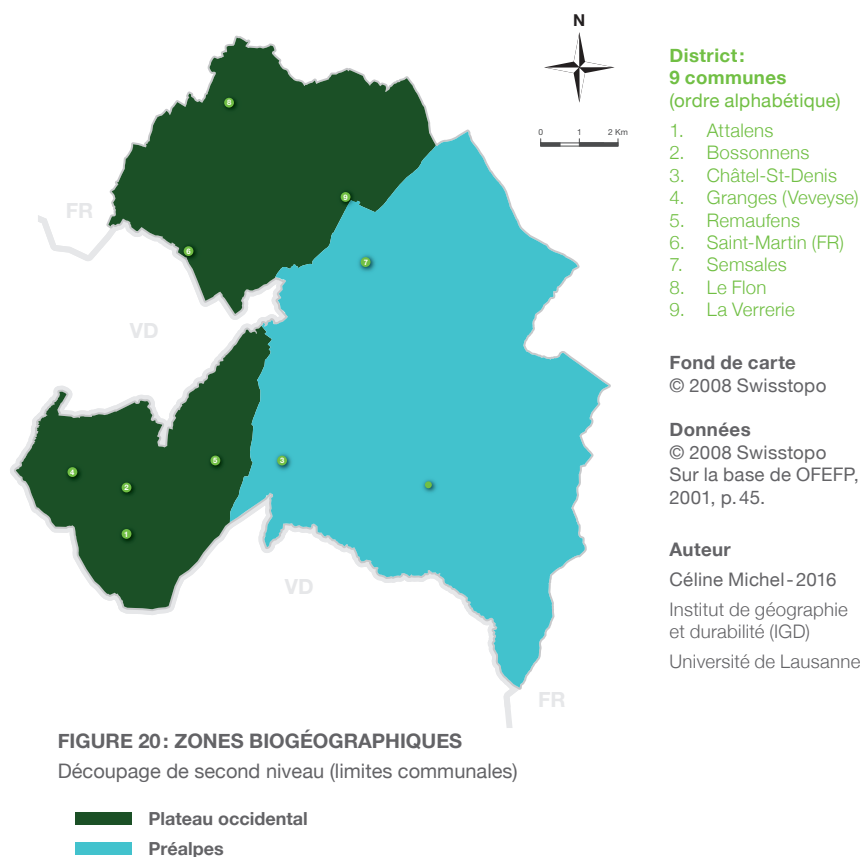 N
0 1 2 Km
FR
VD
VD
FR
8
9
6
7
4
2
5
3
1
District:
9 communes
(ordre alphabétique)
1. Attalens
2. Bossonnens
3. Châtel-St-Denis
4. Granges (Veveyse)
5. Remaufens
6. Saint-Martin (FR)
7. Semsales
8. Le Flon
9. La Verrerie
Fond de carte
© 2008 Swisstopo
Données
© 2008 Swisstopo
Sur la base de OFEFP,
2001, p. 45.
Auteur
Céline Michel - 2016
Institut de géographie
et durabilité (IGD)
Université de Lausanne
FIGURE 20: ZONES BIOGÉOGRAPHIQUES
Découpage de second niveau (limites communales)
Plateau occidental
Préalpes